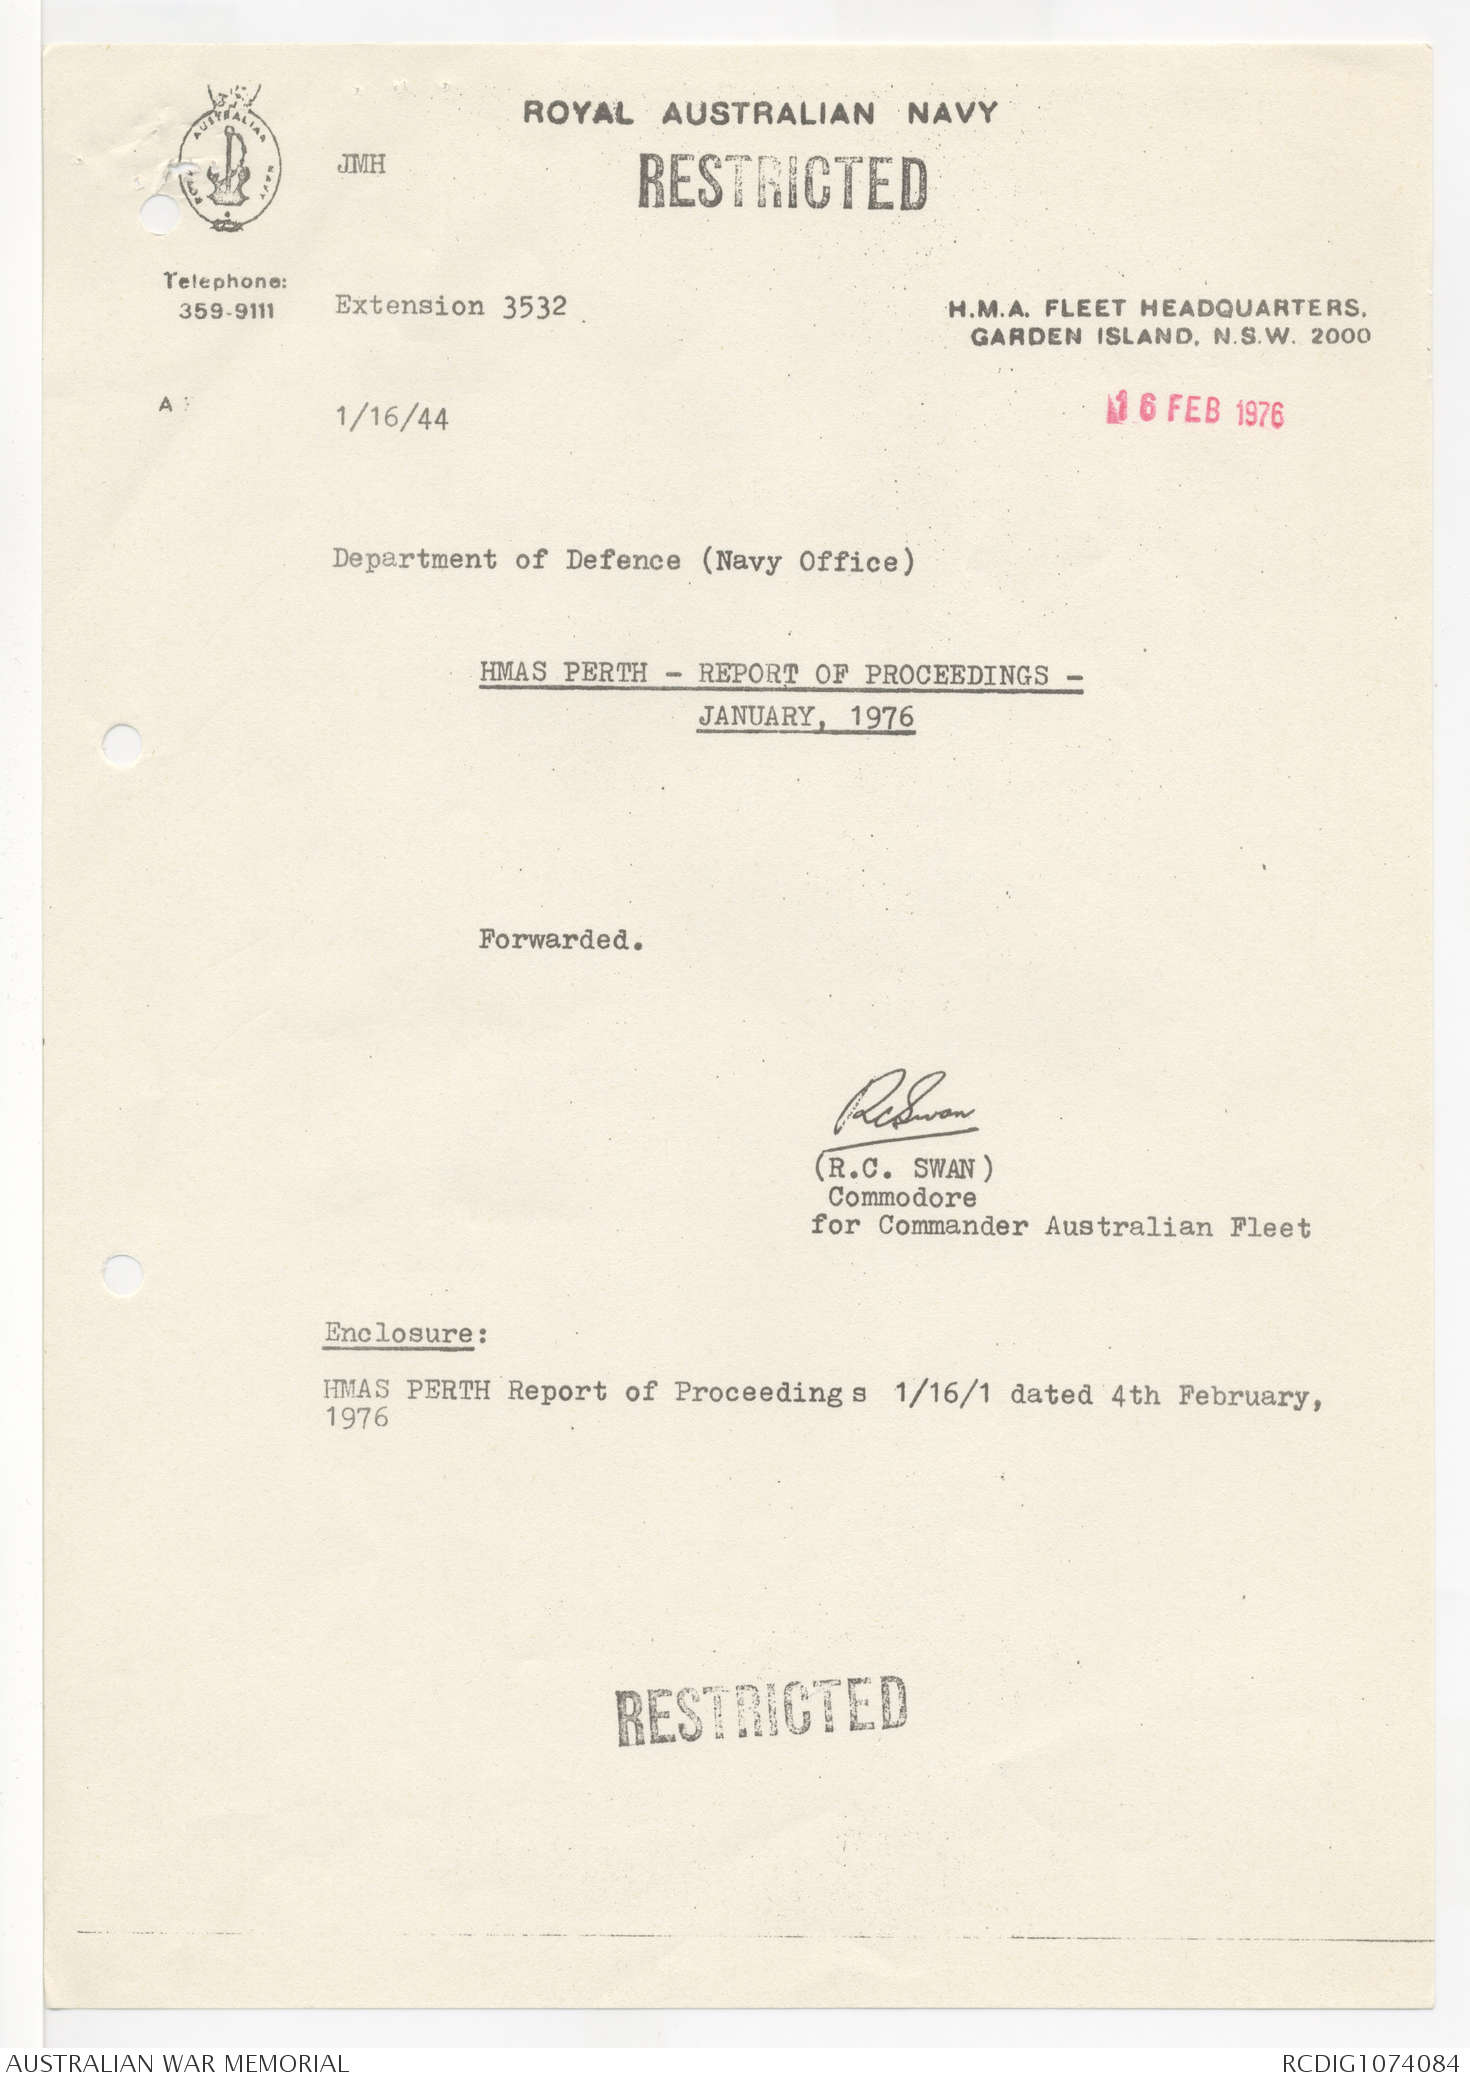 ROYAL AUSTRALIAN NAVY
AUSTRALIAN
NAVY
JMH
RESTRICTED
Telephone:
359-9111
Extension 3532
H.M.A. FLEET HEADQUARTERS,
GARDEN ISLAND, N.S.W. 2000
A
1/16/44
16 FEB 1976
Department of Defence (Navy Office)
HMAS PERTH - REPORT OF PROCEEDINGS -
JANUARY, 1976
Forwarded.
RCSwan
(R.C. SWAN)
Commodore
for Commander Australian Fleet
Enclosure:
HMAS PERTH Report of Proceedings 1/16/1 dated 4th February,
1976
RESTRICTED
AUSTRALIAN WAR MEMORIAL
RCDIG1074084